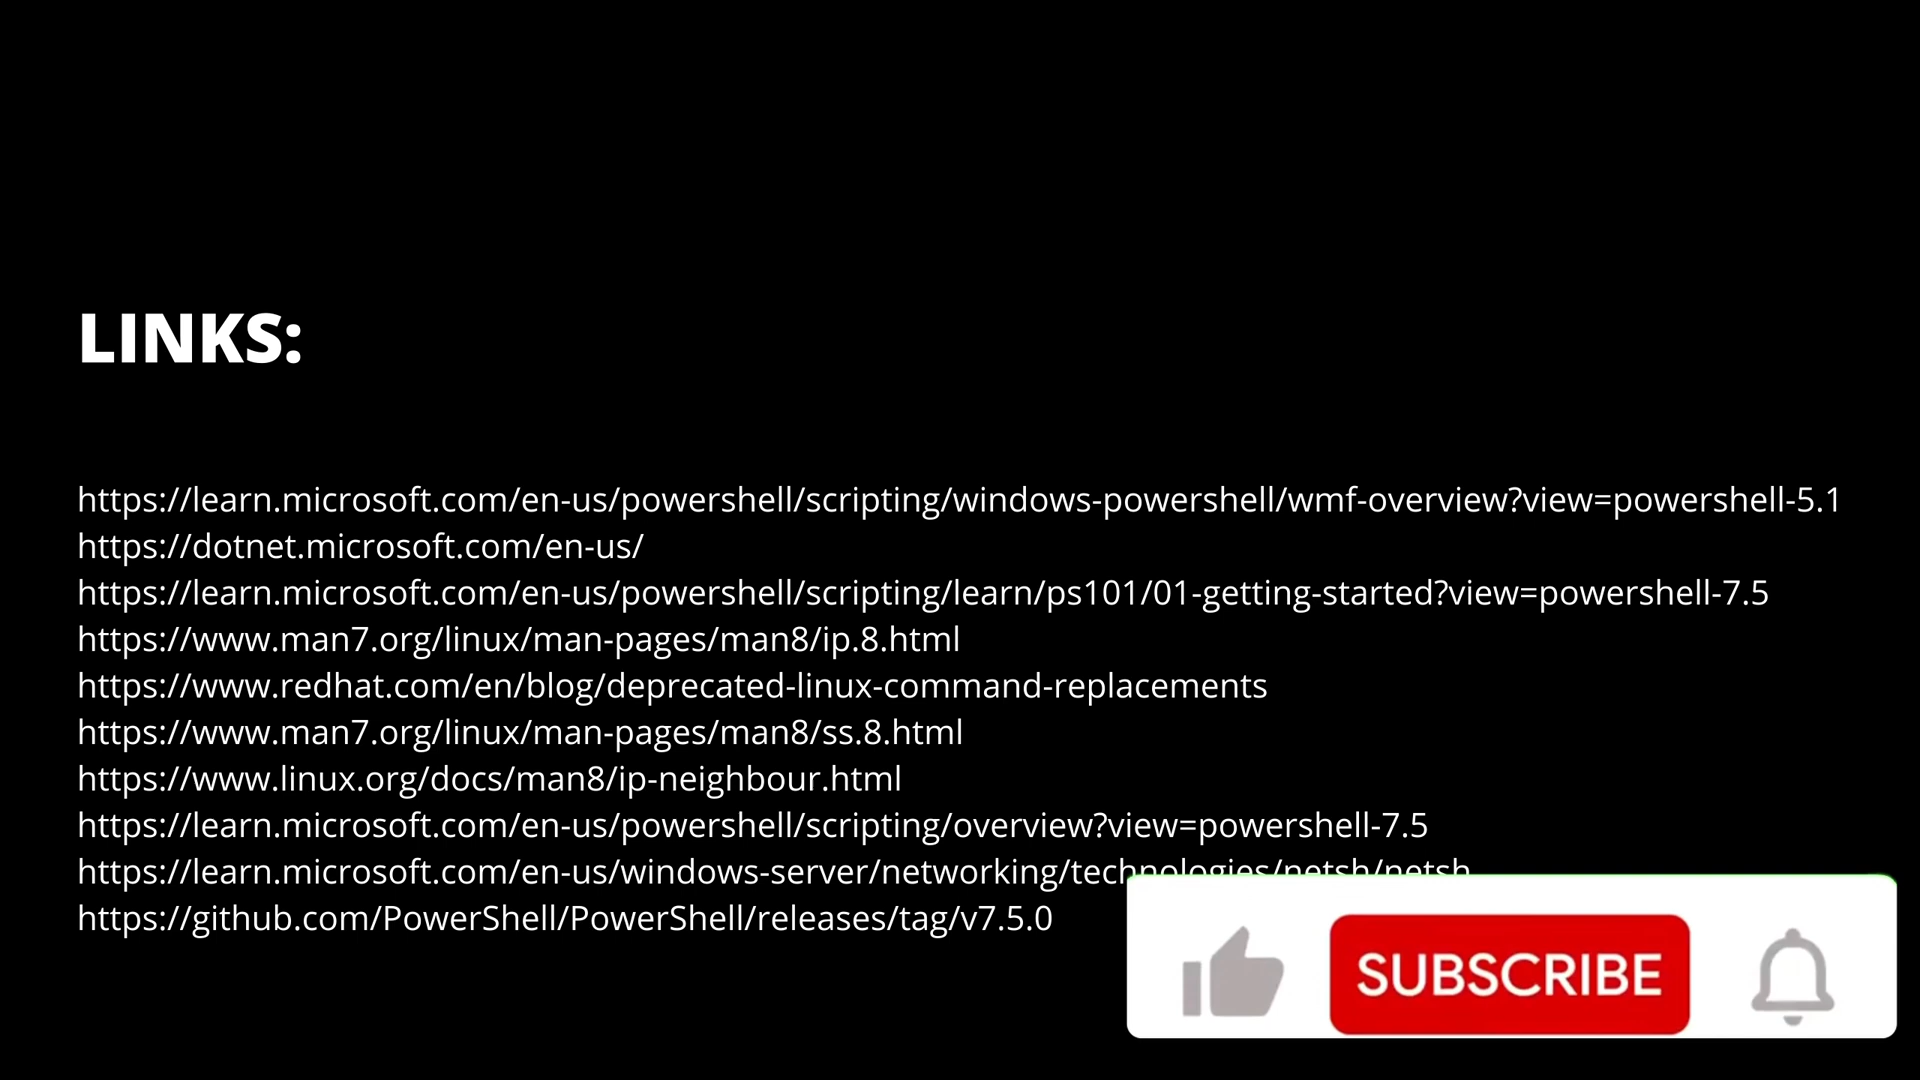 LINKS:
https://learn.microsoft.com/en-us/powershell/scripting/windows-powershell/wmf-overview?view=powershell-5.1
https://dotnet.microsoft.com/en-us/
https://learn.microsoft.com/en-us/powershell/scripting/learn/ps101/01-getting-started?view=powershell-7.5
https://www.man7.org/linux/man-pages/man8/ip.8.html
https://www.redhat.com/en/blog/deprecated-linux-command-replacements
https://www.man7.org/linux/man-pages/man8/ss.8.html
https://www.linux.org/docs/man8/ip-neighbour.html
https://learn.microsoft.com/en-us/powershell/scripting/overview?view=powershell-7.5
https://learn.microsoft.com/en-us/windows-server/networking/technologies/netsh/netsh
https://github.com/PowerShell/PowerShell/releases/tag/v7.5.0
SUBSCRIBE